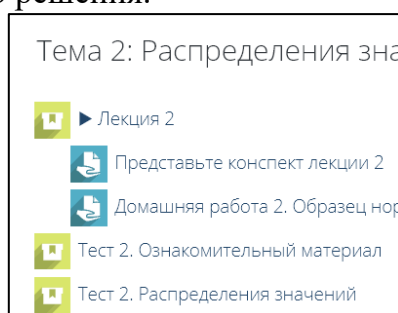 решения.
Тема 2: Распределения зна
▶ Лекция 2
Представьте конспект лекции 2
Домашняя работа 2. Образец нор
Тест 2. Ознакомительный материал
Тест 2. Распределения значений